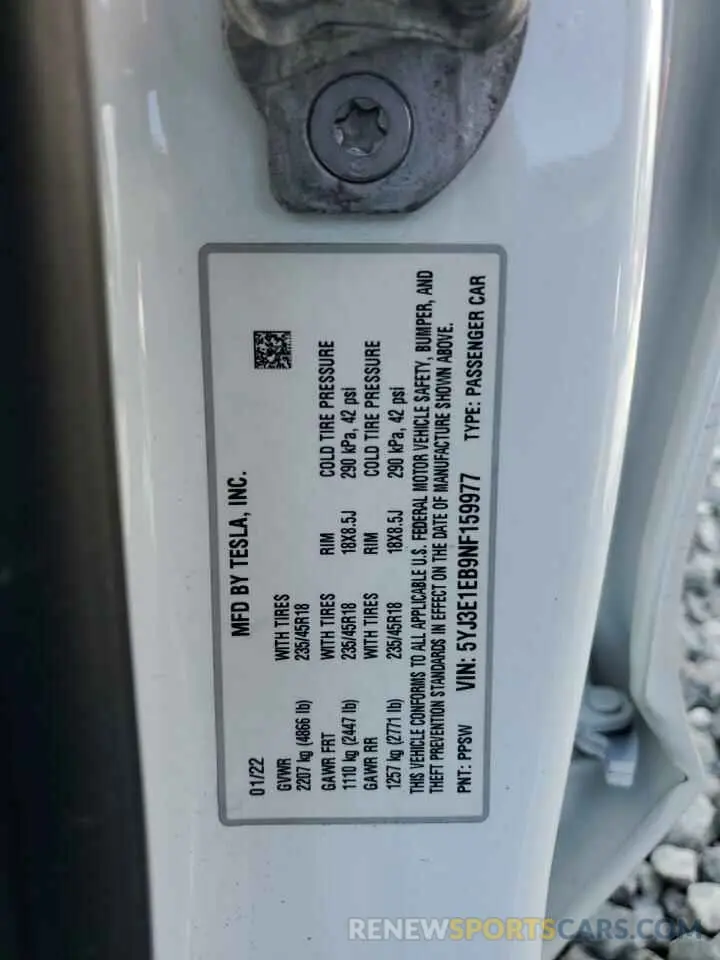 MFD BY TESLA, INC.
01/22
GVWR WITH TIRES
2207 kg (4866 lb) 235/45R18
GAWR FRT WITH TIRES RIM COLD TIRE PRESSURE
1110 kg (2447 lb) 235/45R18 18X8.5J 290 kPa, 42 psi
GAWR RR WITH TIRES RIM COLD TIRE PRESSURE
1257 kg (2771 lb) 235/45R18 18X8.5J 290 kPa, 42 psi
THIS VEHICLE CONFORMS TO ALL APPLICABLE U.S. FEDERAL MOTOR VEHICLE SAFETY, BUMPER, AND
THEFT PREVENTION STANDARDS IN EFFECT ON THE DATE OF MANUFACTURE SHOWN ABOVE.
PNT: PPSW VIN: 5YJ3E1EB9NF159977 TYPE: PASSENGER CAR
RENEWSPORTSCARS.COM